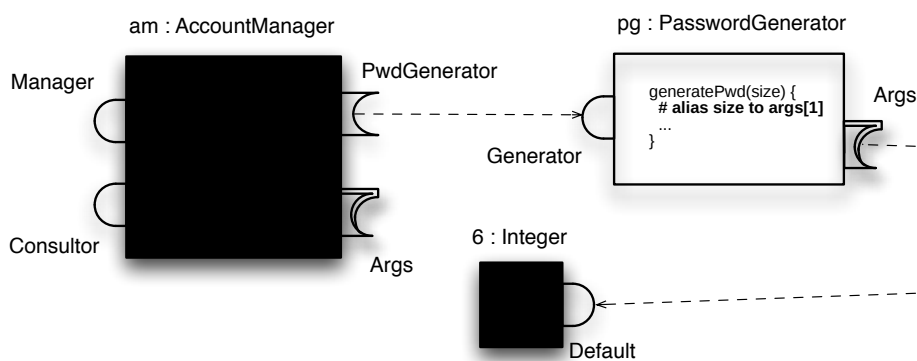 am : AccountManager
pg : PasswordGenerator
Manager
PwdGenerator
generatePwd(size) {
# alias size to args[1]
...
}
Args
Generator
Consultor
Args
6 : Integer
Default